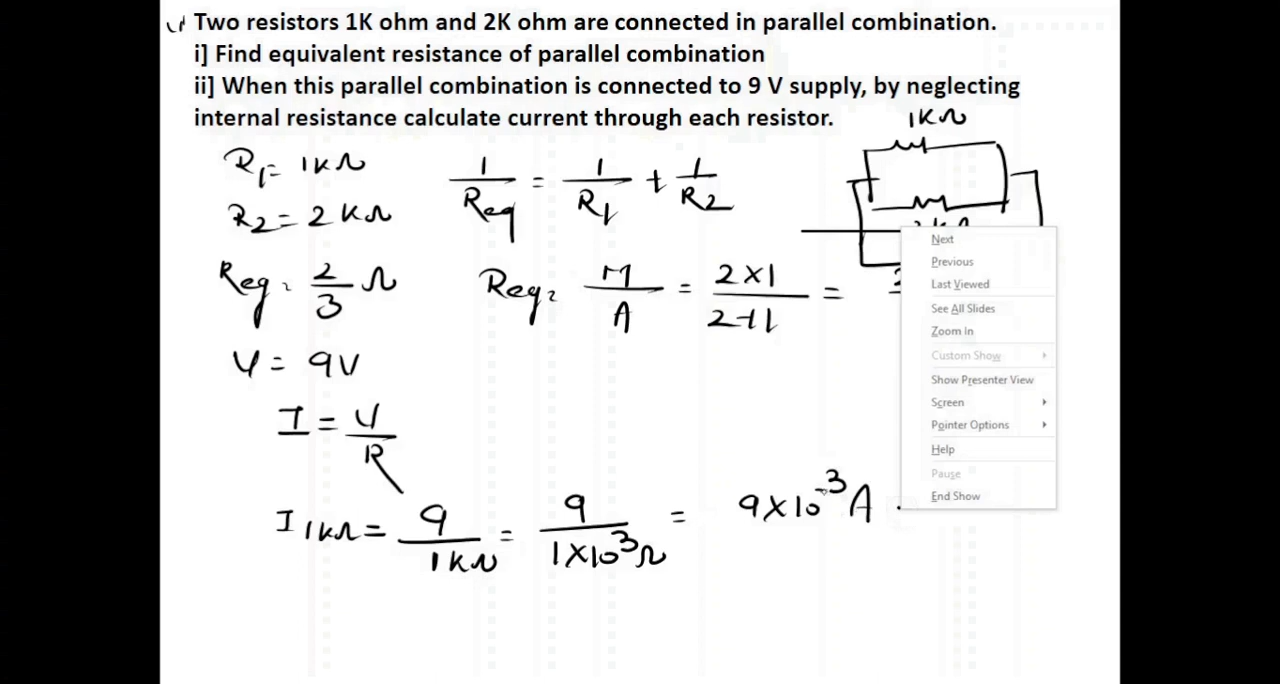 Two resistors 1K ohm and 2K ohm are connected in parallel combination.
i] Find equivalent resistance of parallel combination
ii] When this parallel combination is connected to 9 V supply, by neglecting
internal resistance calculate current through each resistor.
1KΩ
R1 = 1KΩ
1/Req = 1/R1 + 1/R2
R2 = 2KΩ
Req = 2/3 Ω
Req = M/A = 2×1/2+1 =
V = 9V
I = V/R
I 1KΩ = 9/1KΩ = 9/1×10³Ω = 9×10⁻³A
Next
Previous
Last Viewed
See All Slides
Zoom In
Custom Show
Show Presenter View
Screen
Pointer Options
Help
Pause
End Show